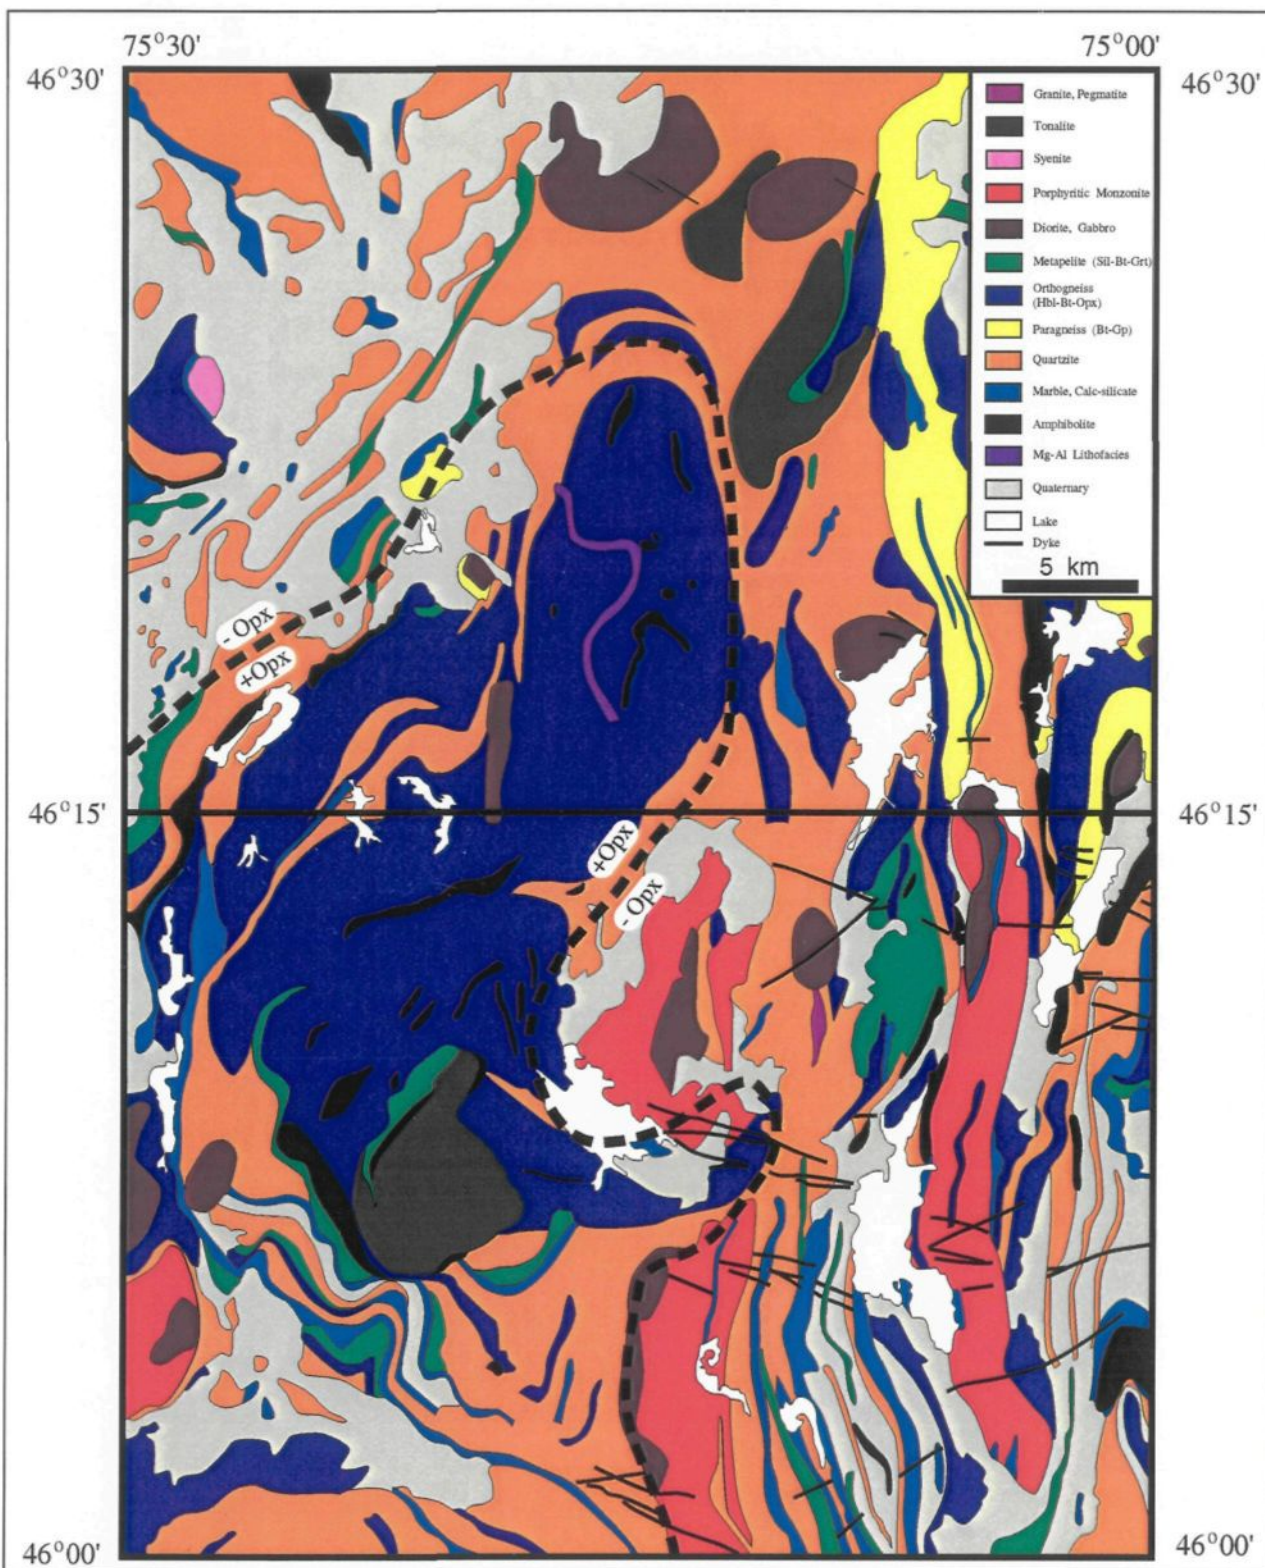 75°30'
75°00'
46°30'
46°30'
Granite, Pegmatite
Tonalite
Syenite
Porphyritic Monzonite
Diorite, Gabbro
Metapelite (Sil-Bt-Grt)
Orthogneiss
(Hbl-Bt-Opx)
Paragneiss (Bt-Gp)
Quartzite
Marble, Calc-silicate
Amphibolite
Mg-Al Lithofacies
Quaternary
Lake
Dyke
5 km
- Opx
+Opx
46°15'
46°15'
+Opx
- Opx
46°00'
46°00'